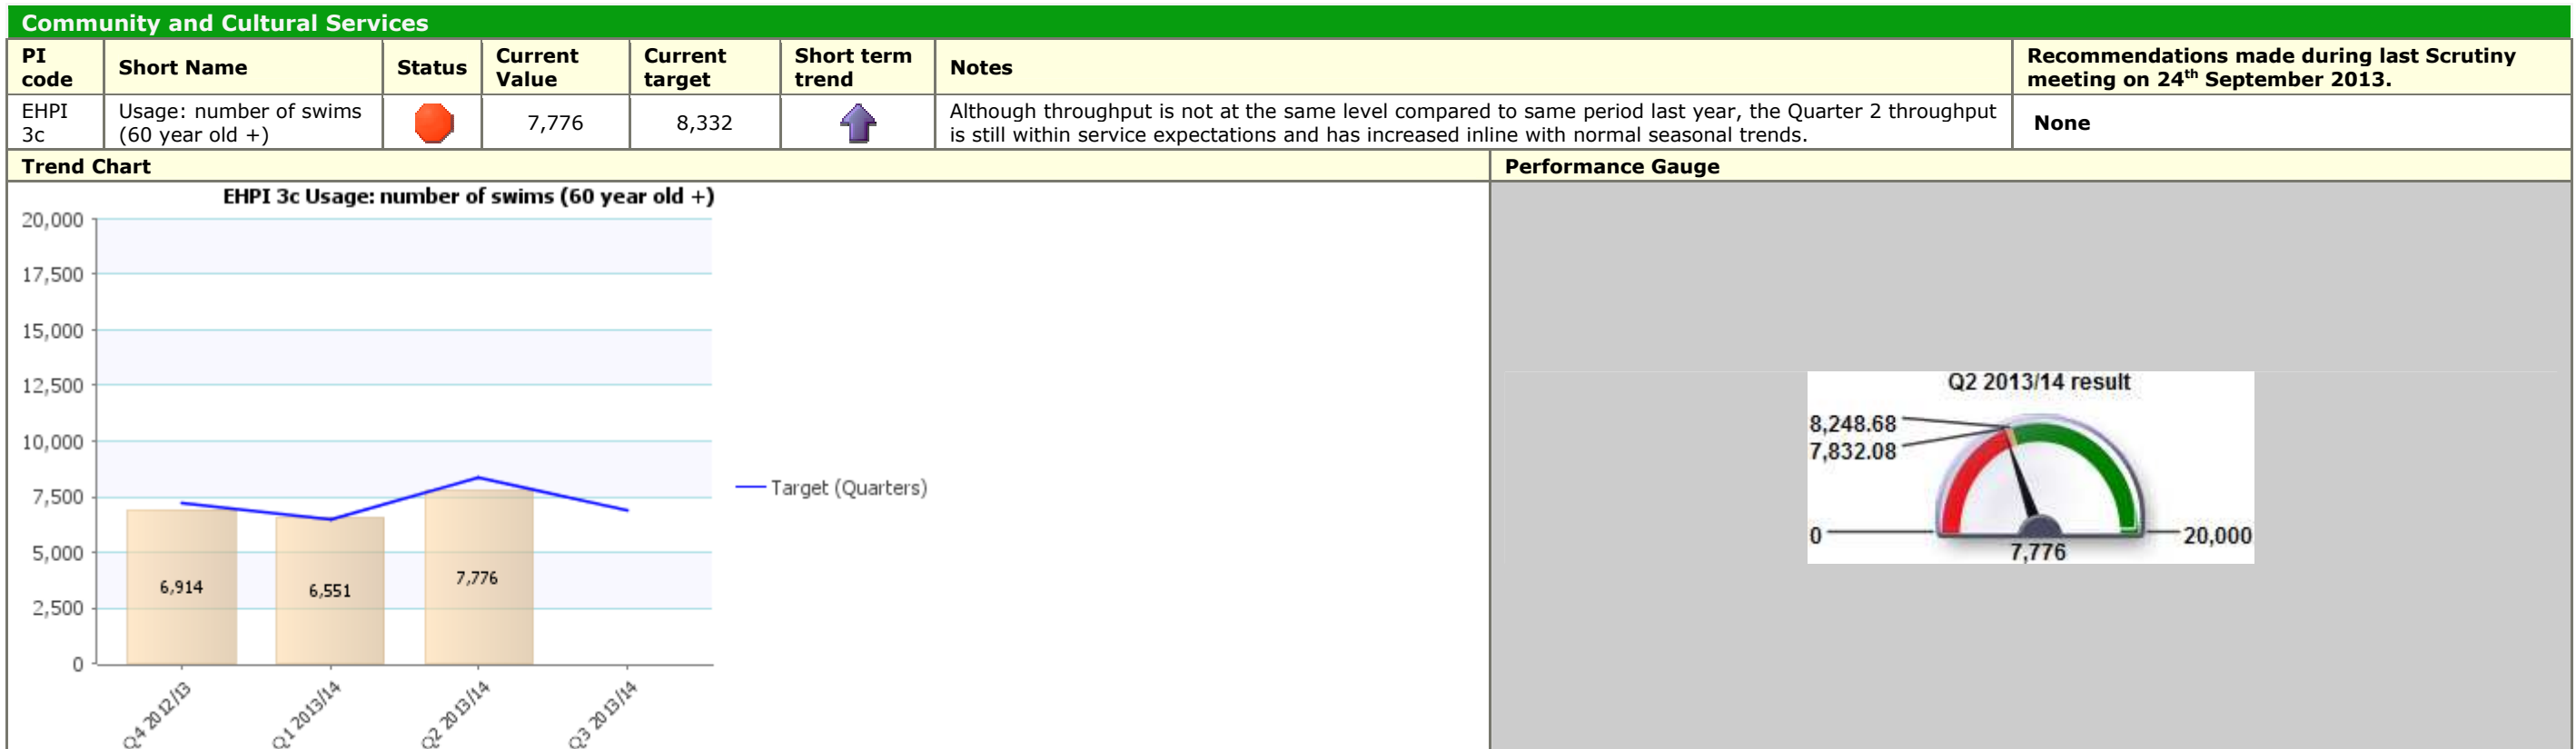 Community and Cultural Services
PI code
Short Name
Status
Current Value
Current target
Short term trend
Notes
Recommendations made during last Scrutiny
meeting on 24th September 2013.
EHPI 3c
Usage: number of swims
(60 year old +)
7,776
8,332
Although throughput is not at the same level compared to same period last year, the Quarter 2 throughput
is still within service expectations and has increased inline with normal seasonal trends.
None
Trend Chart
Performance Gauge
EHPI 3c Usage: number of swims (60 year old +)
20,000
17,500
15,000
12,500
10,000
7,500
5,000
2,500
0
6,914
6,551
7,776
Q4 2012/13
Q1 2013/14
Q2 2013/14
Q3 2013/14
Target (Quarters)
Q2 2013/14 result
8,248.68
7,832.08
0
20,000
7,776